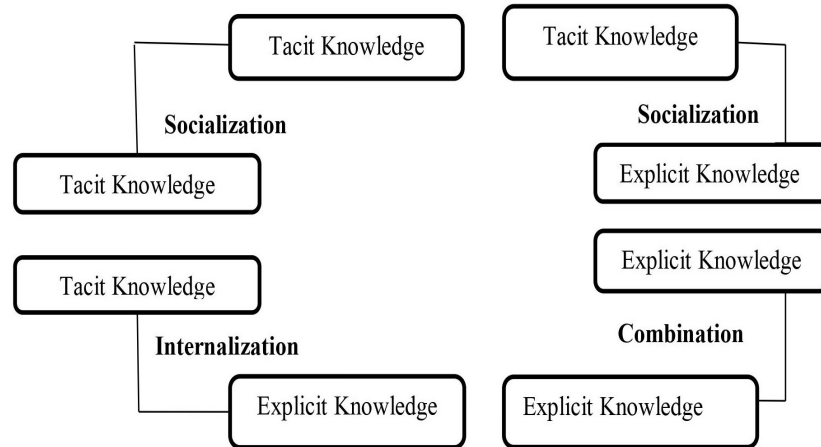 Tacit Knowledge
Tacit Knowledge
Socialization
Socialization
Tacit Knowledge
Explicit Knowledge
Tacit Knowledge
Explicit Knowledge
Internalization
Combination
Explicit Knowledge
Explicit Knowledge